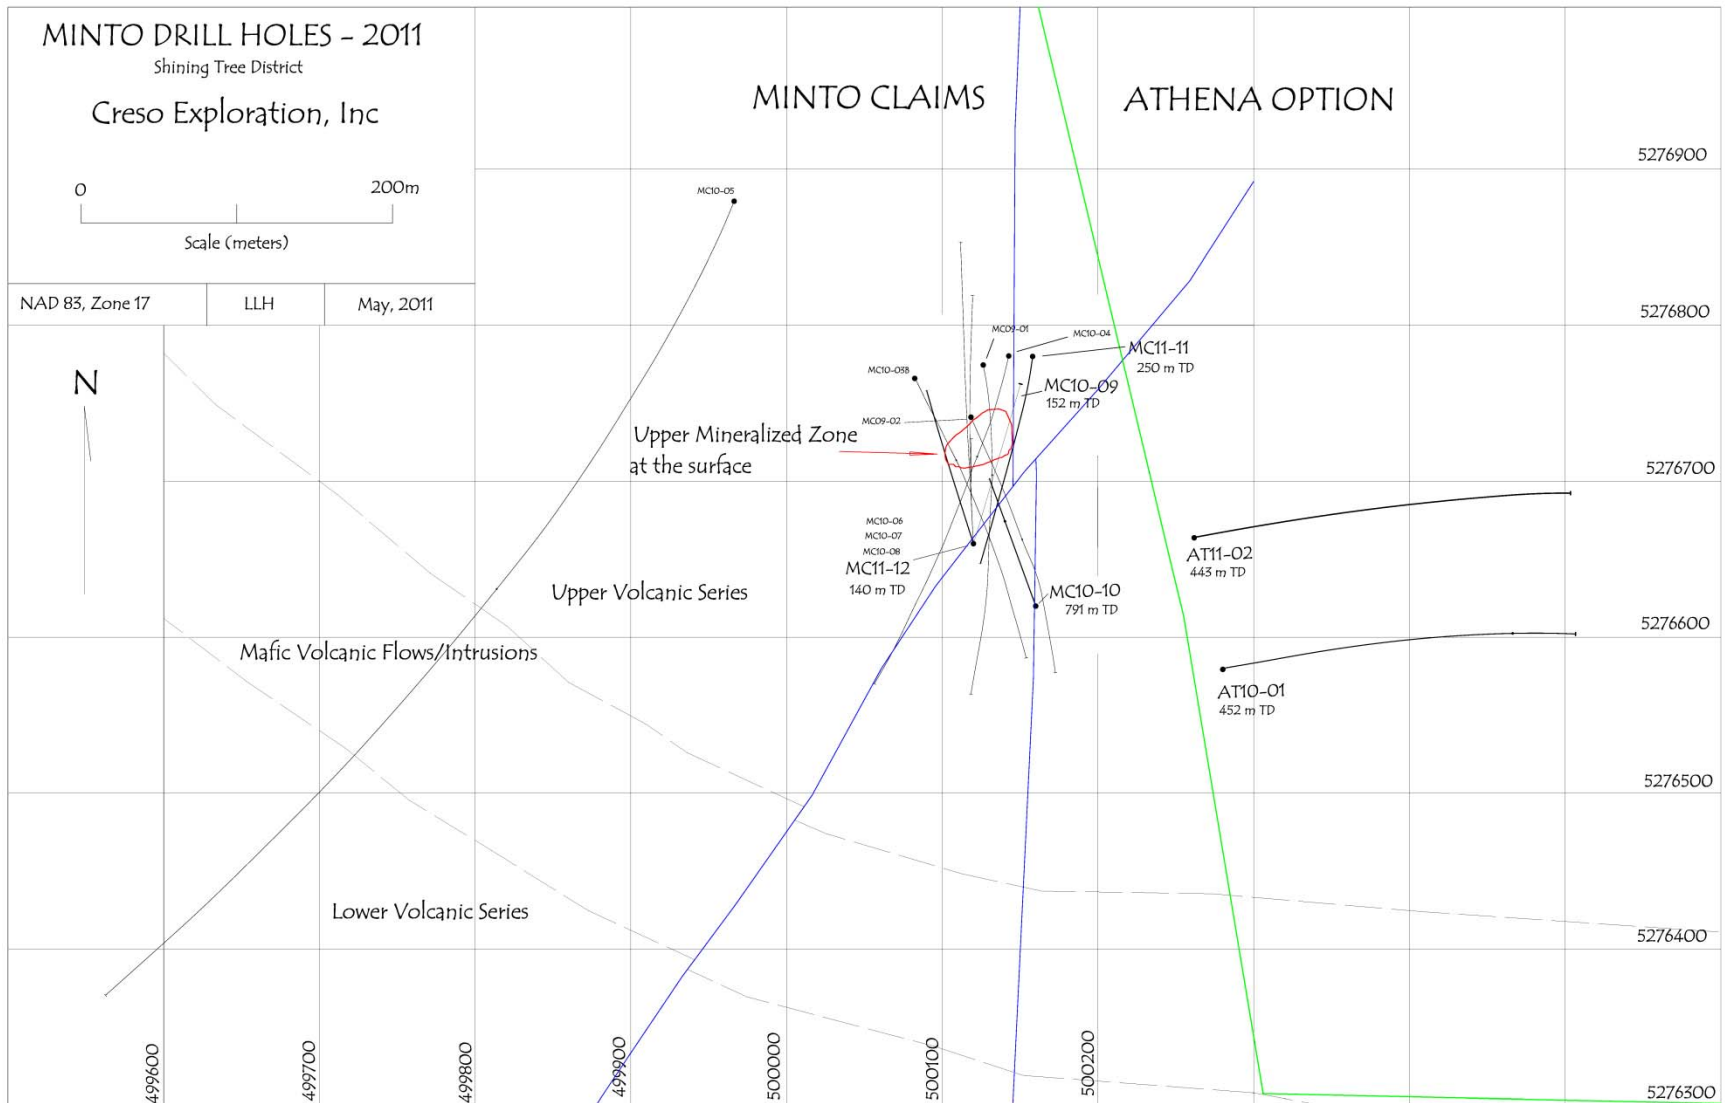 MINTO DRILL HOLES - 2011
Shining Tree District
Creso Exploration, Inc
0
200m
Scale (meters)
NAD 83, Zone 17
LLH
May, 2011
N
MINTO CLAIMS
ATHENA OPTION
5276900
MC10-05
5276800
MC09-01
MC10-04
MC11-11
250 m TD
MC10-03B
MC10-09
152 m TD
MC09-02
Upper Mineralized Zone
at the surface
5276700
MC10-06
MC10-07
MC10-08
MC11-12
140 m TD
AT11-02
443 m TD
MC10-10
791 m TD
Upper Volcanic Series
5276600
Mafic Volcanic Flows/Intrusions
AT10-01
452 m TD
5276500
Lower Volcanic Series
5276400
499600
499700
499800
499900
500000
500100
500200
5276300